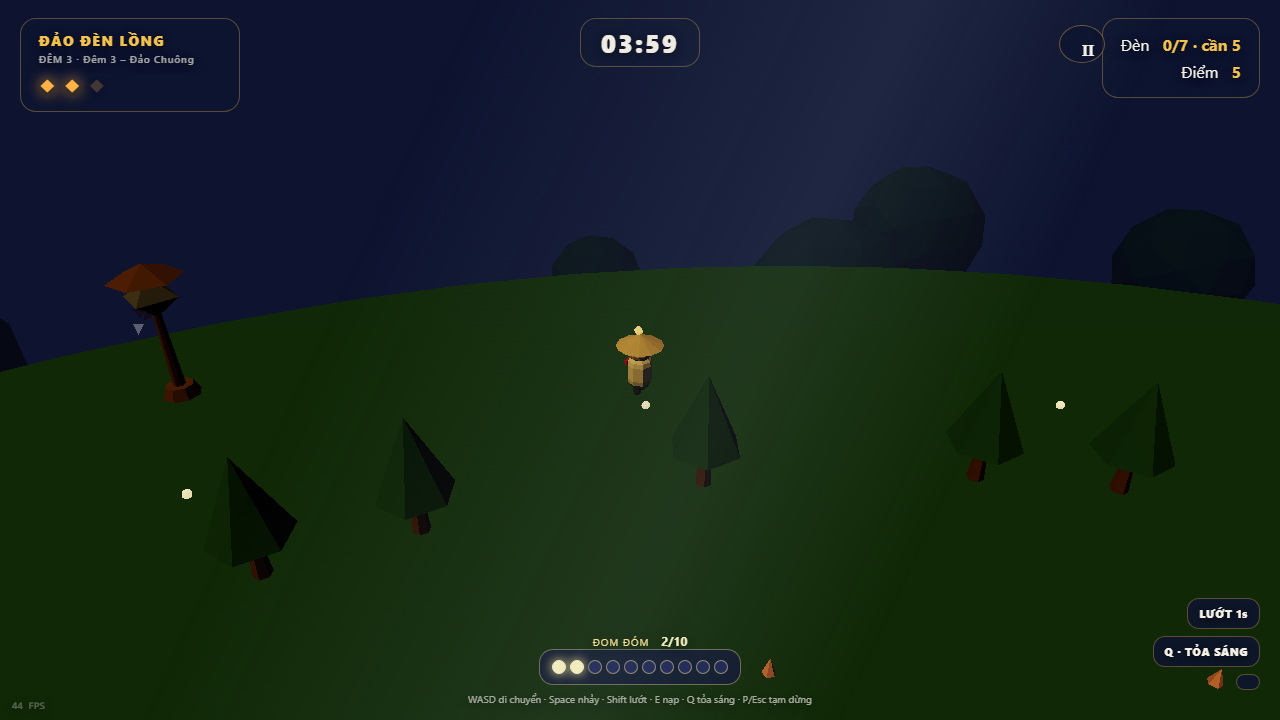 ĐẢO ĐÈN LỒNG
ĐÊM 3 · Đêm 3 – Đảo Chuông
03:59
II
Đèn 0/7 · cần 5
Điểm 5
ĐOM ĐÓM 2/10
LƯỚT 1s
Q · TỎA SÁNG
WASD di chuyển · Space nhảy · Shift lướt · E nạp · Q tỏa sáng · P/Esc tạm dừng
44 FPS